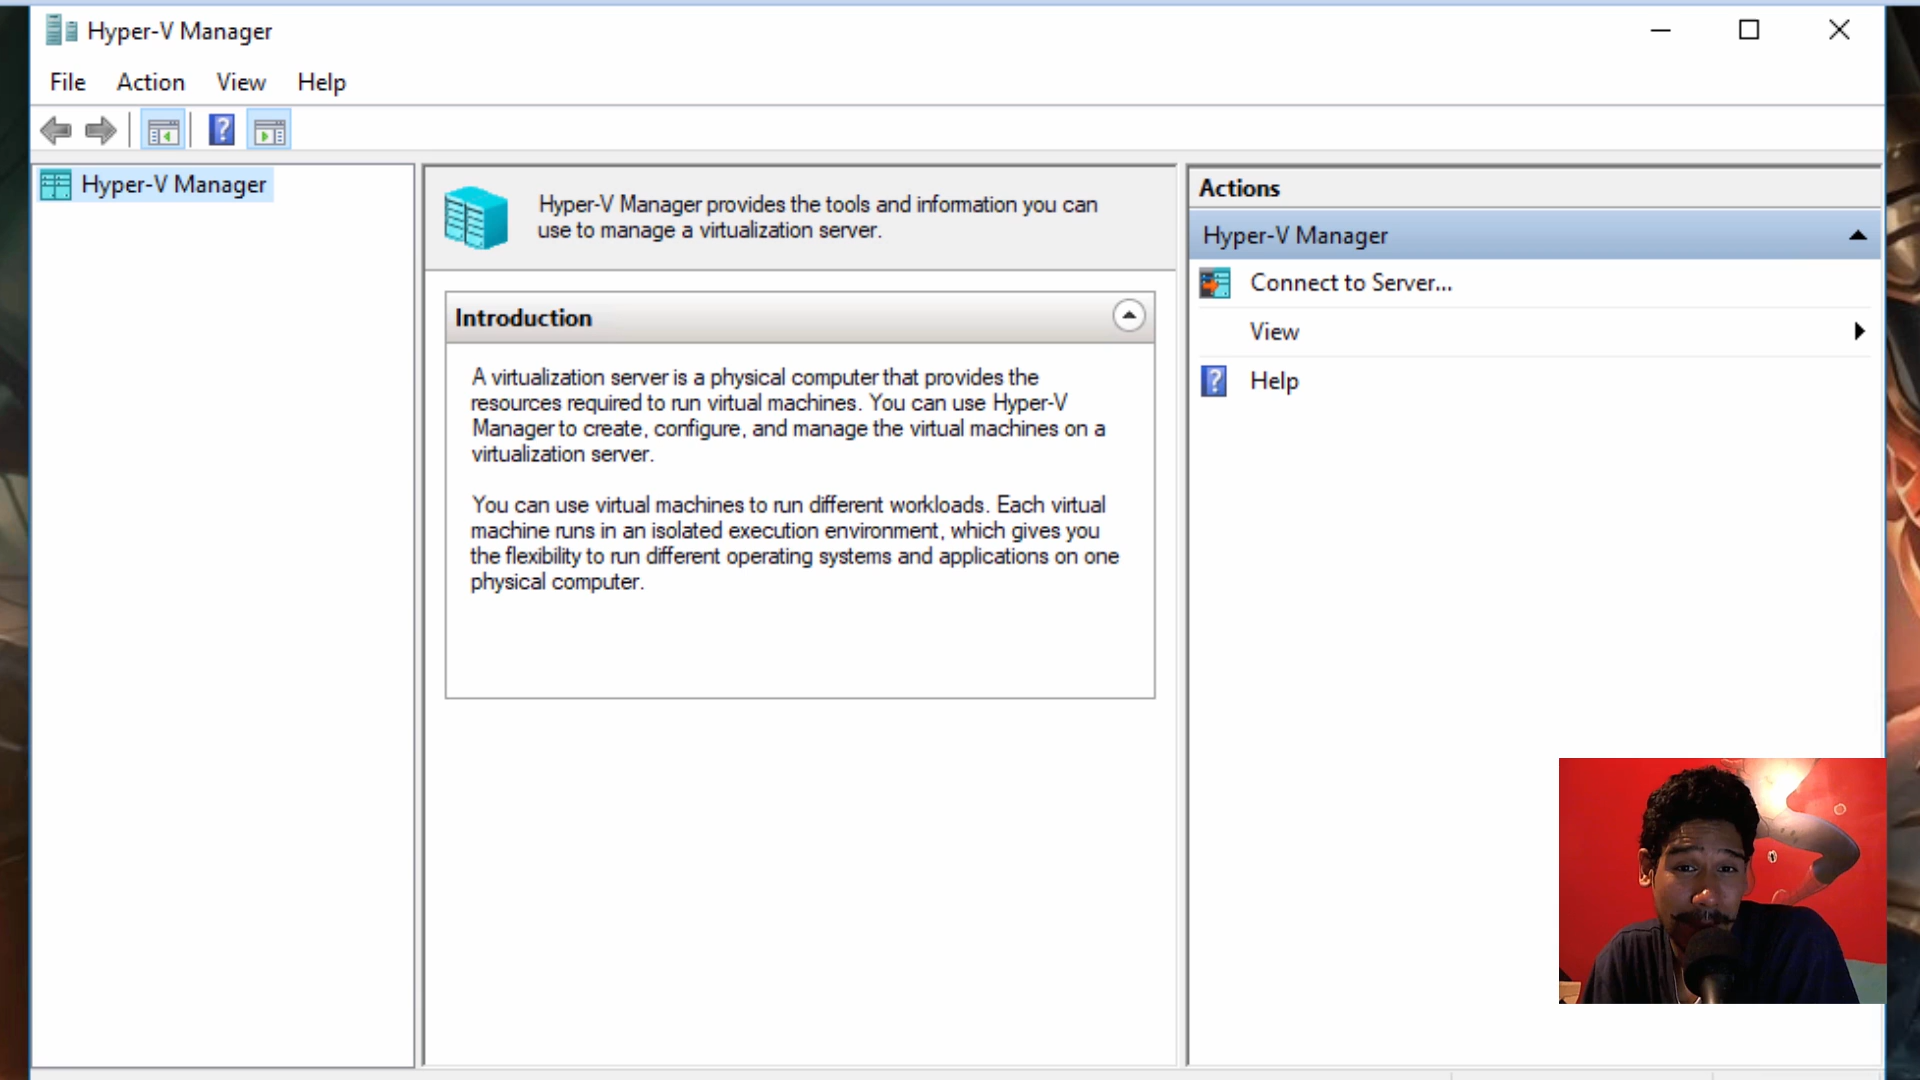 Hyper-V Manager
File Action View Help
Hyper-V Manager
Hyper-V Manager provides the tools and information you can
use to manage a virtualization server.
Introduction
A virtualization server is a physical computer that provides the
resources required to run virtual machines. You can use Hyper-V
Manager to create, configure, and manage the virtual machines on a
virtualization server.
You can use virtual machines to run different workloads. Each virtual
machine runs in an isolated execution environment, which gives you
the flexibility to run different operating systems and applications on one
physical computer.
Actions
Hyper-V Manager
Connect to Server...
View
Help